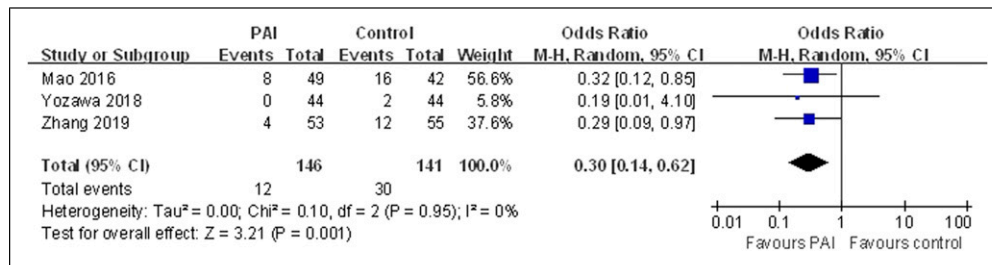 PAI Control Odds Ratio Odds Ratio
Study or Subgroup Events Total Events Total Weight M-H, Random, 95% CI M-H, Random, 95% CI
Mao 2016 8 49 16 42 56.6% 0.32 [0.12, 0.85]
Yozawa 2018 0 44 2 44 5.8% 0.19 [0.01, 4.10]
Zhang 2019 4 53 12 55 37.6% 0.29 [0.09, 0.97]
Total (95% CI) 146 141 100.0% 0.30 [0.14, 0.62]
Total events 12 30
Heterogeneity: Tau² = 0.00; Chi² = 0.10, df = 2 (P = 0.95); I² = 0%
Test for overall effect: Z = 3.21 (P = 0.001)
0.01 0.1 1 10 100
Favours PAI Favours control